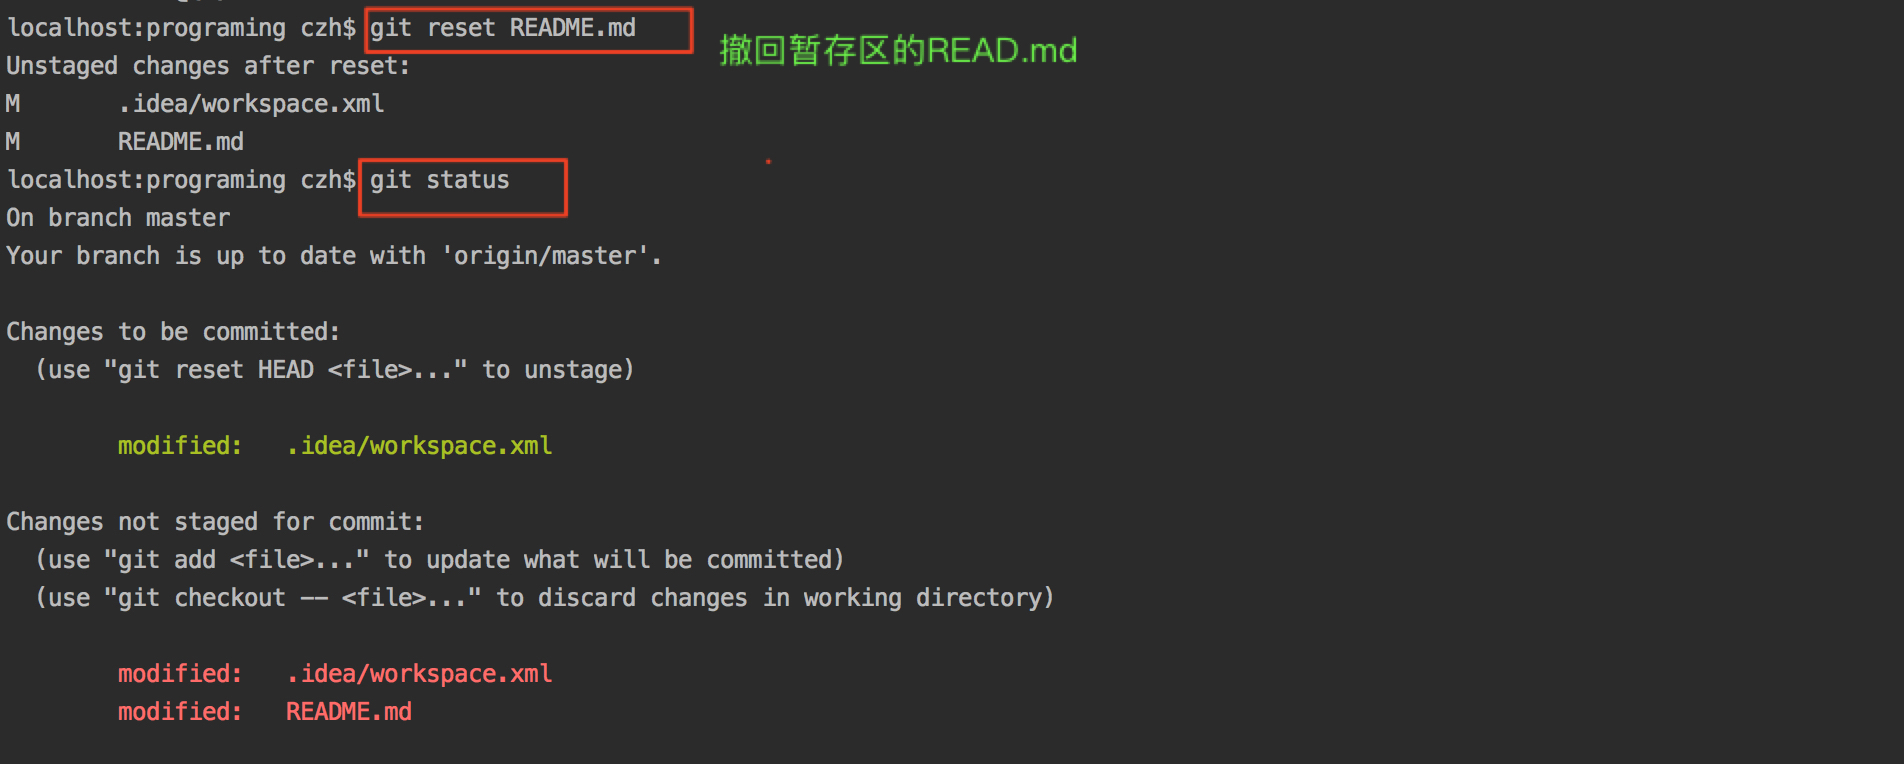 localhost:programing czh$ git reset README.md
撤回暂存区的READ.md
Unstaged changes after reset:
M       .idea/workspace.xml
M       README.md
localhost:programing czh$ git status
On branch master
Your branch is up to date with 'origin/master'.
Changes to be committed:
  (use "git reset HEAD <file>..." to unstage)
        modified:   .idea/workspace.xml
Changes not staged for commit:
  (use "git add <file>..." to update what will be committed)
  (use "git checkout -- <file>..." to discard changes in working directory)
        modified:   .idea/workspace.xml
        modified:   README.md